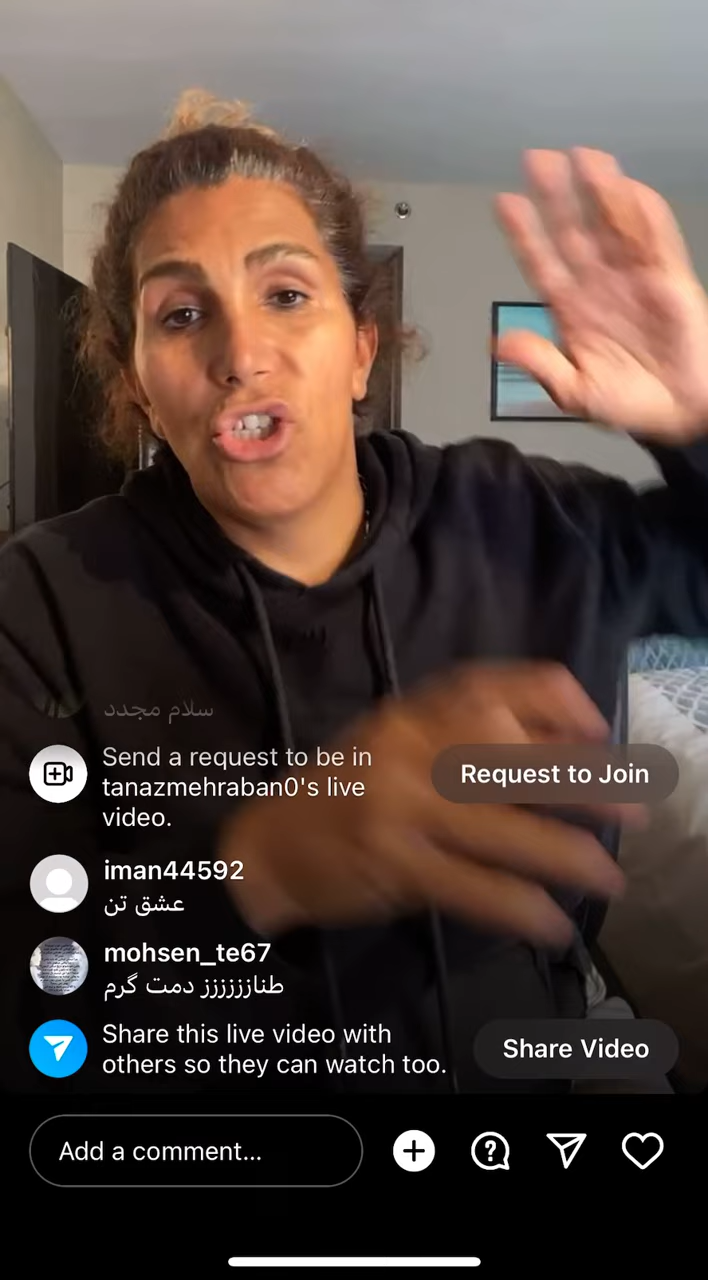 سلام مجدد
Send a request to be in
tanazmehraban0's live
video.
Request to Join
iman44592
عشق تن
mohsen_te67
طناززززززز دمت گرم
Share this live video with
others so they can watch too.
Share Video
Add a comment...